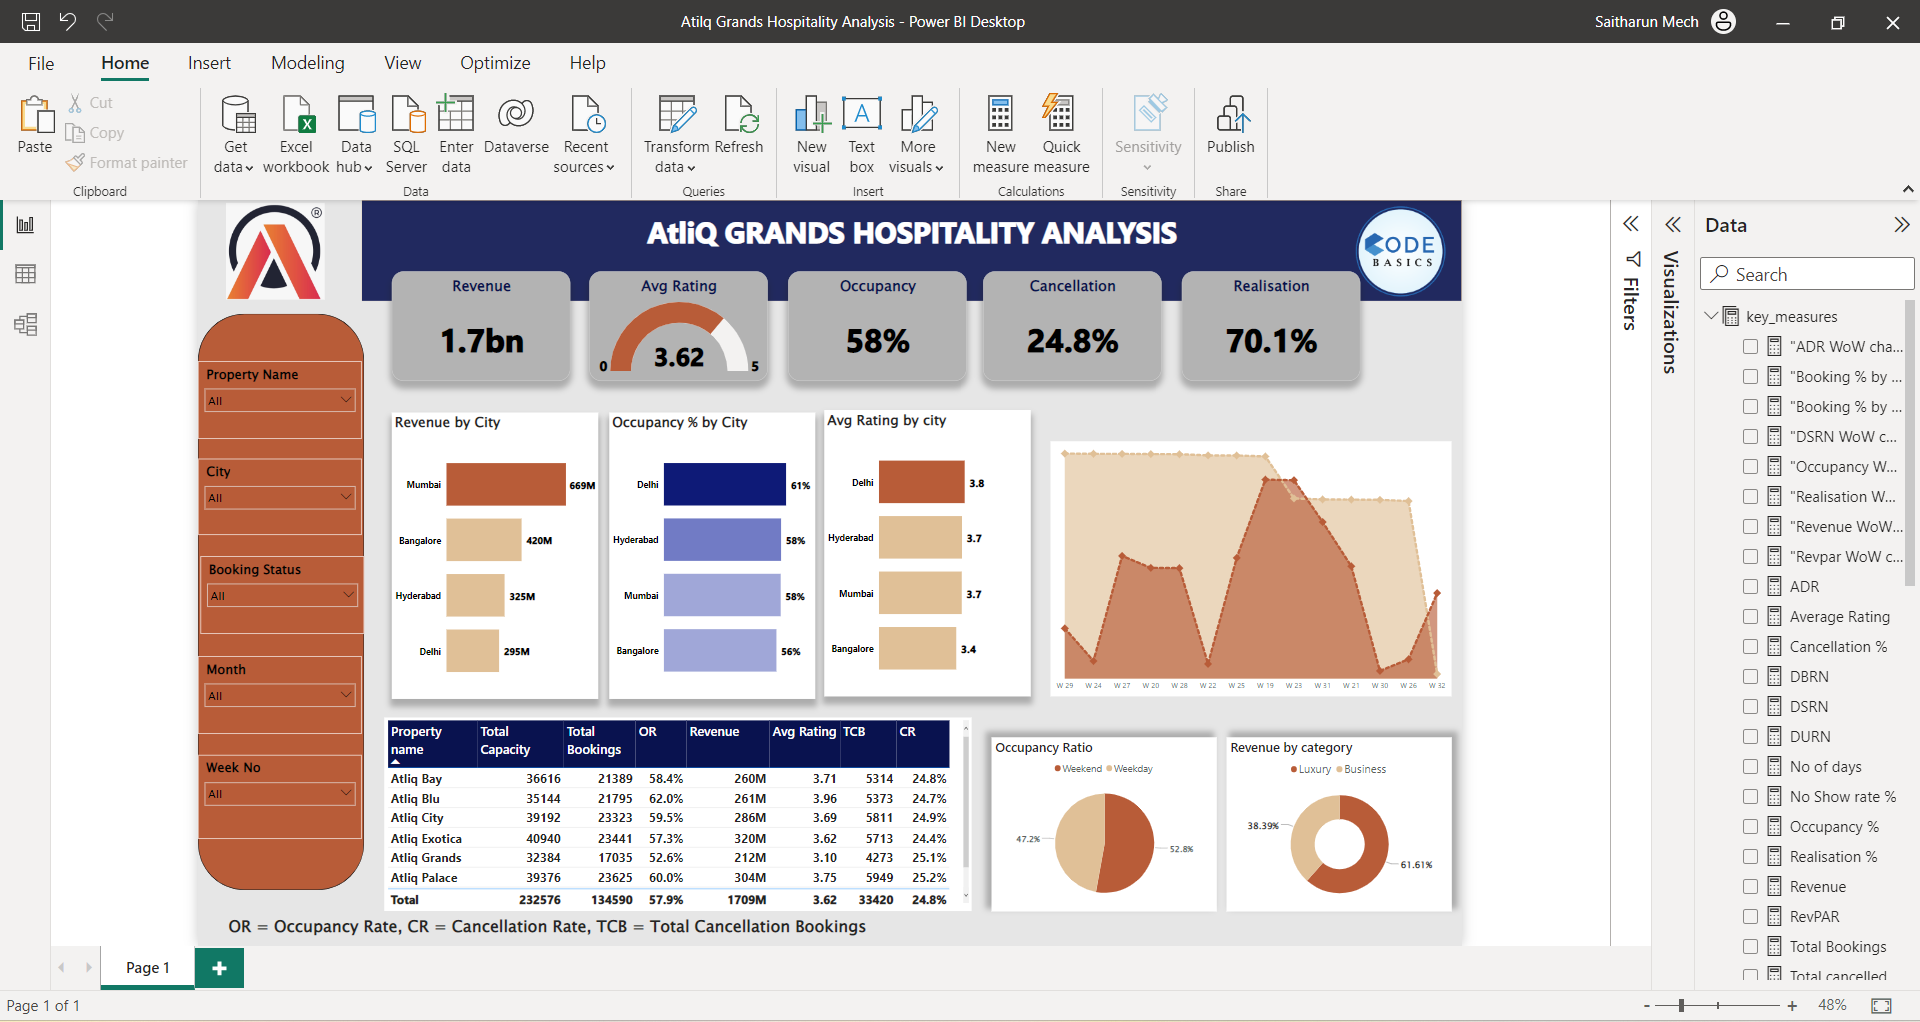 Atilq Grands Hospitality Analysis - Power BI Desktop
Saitharun Mech
File Home Insert Modeling View Optimize Help
Paste
Cut
Copy
Format painter
Clipboard
Get data
Excel workbook
Data hub
SQL Server
Enter data
Dataverse
Recent sources
Data
Transform data
Refresh
Queries
New visual
Text box
More visuals
Insert
New measure
Quick measure
Calculations
Sensitivity
Sensitivity
Publish
Share
®
AtliQ GRANDS HOSPITALITY ANALYSIS
CODE
BASICS
Revenue
1.7bn
Avg Rating
0 3.62 5
Occupancy
58%
Cancellation
24.8%
Realisation
70.1%
Property Name
All
City
All
Booking Status
All
Month
All
Week No
All
Revenue by City
Mumbai 669M
Bangalore 420M
Hyderabad 325M
Delhi 295M
Occupancy % by City
Delhi 61%
Hyderabad 58%
Mumbai 58%
Bangalore 56%
Avg Rating by city
Delhi 3.8
Hyderabad 3.7
Mumbai 3.7
Bangalore 3.4
W 29 W 24 W 27 W 20 W 28 W 22 W 25 W 19 W 23 W 31 W 21 W 30 W 26 W 32
Property name Total Capacity Total Bookings OR Revenue Avg Rating TCB CR
Atliq Bay 36616 21389 58.4% 260M 3.71 5314 24.8%
Atliq Blu 35144 21795 62.0% 261M 3.96 5373 24.7%
Atliq City 39192 23323 59.5% 286M 3.69 5811 24.9%
Atliq Exotica 40940 23441 57.3% 320M 3.62 5713 24.4%
Atliq Grands 32384 17035 52.6% 212M 3.10 4273 25.1%
Atliq Palace 39376 23625 60.0% 304M 3.75 5949 25.2%
Total 232576 134590 57.9% 1709M 3.62 33420 24.8%
Occupancy Ratio
Weekend Weekday
47.2%
52.8%
Revenue by category
Luxury Business
38.39%
61.61%
OR = Occupancy Rate, CR = Cancellation Rate, TCB = Total Cancellation Bookings
Filters
Visualizations
Data
Search
key_measures
"ADR WoW cha...
"Booking % by ...
"Booking % by ...
"DSRN WoW c...
"Occupancy W...
"Realisation W...
"Revenue WoW...
"Revpar WoW c...
ADR
Average Rating
Cancellation %
DBRN
DSRN
DURN
No of days
No Show rate %
Occupancy %
Realisation %
Revenue
RevPAR
Total Bookings
Total cancelled
Page 1
Page 1 of 1
- + 48%